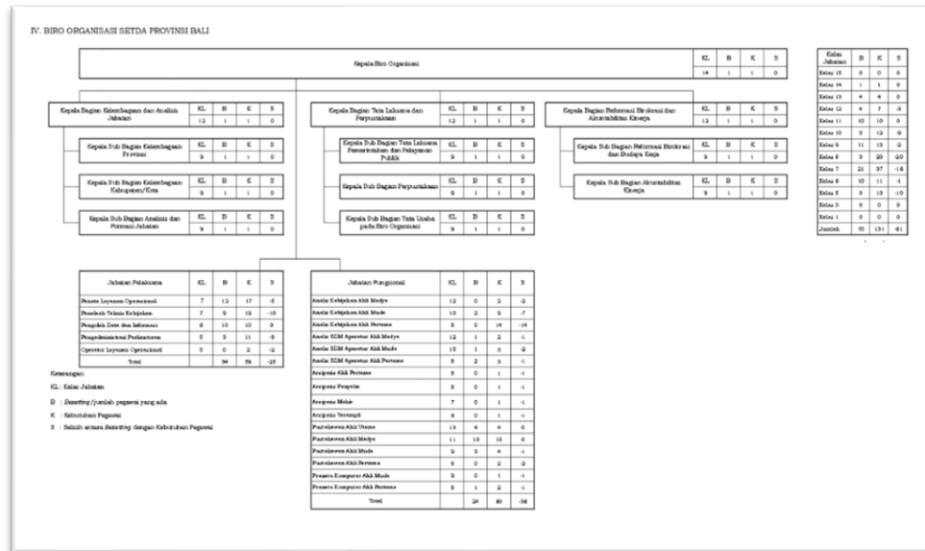 IV. BIRO ORGANISASI SETDA PROVINSI BALI
Kepala Biro Organisasi
KL B K S
14 1 1 0
Kepala Bagian Kelembagaan dan Analisis Jabatan
KL B K S
12 1 1 0
Kepala Sub Bagian Kelembagaan Provinsi
KL B K S
9 1 1 0
Kepala Sub Bagian Kelembagaan Kabupaten/Kota
KL B K S
9 1 1 0
Kepala Sub Bagian Analisis dan Formasi Jabatan
KL B K S
9 1 1 0
Kepala Bagian Tata Laksana dan Perpustakaan
KL B K S
12 1 1 0
Kepala Sub Bagian Tata Laksana Pemerintahan dan Pelayanan Publik
KL B K S
9 1 1 0
Kepala Sub Bagian Perpustakaan
KL B K S
9 1 1 0
Kepala Sub Bagian Tata Usaha pada Biro Organisasi
KL B K S
9 1 1 0
Kepala Bagian Reformasi Birokrasi dan Akuntabilitas Kinerja
KL B K S
12 1 1 0
Kepala Sub Bagian Reformasi Birokrasi dan Budaya Kerja
KL B K S
9 1 1 0
Kepala Sub Bagian Akuntabilitas Kinerja
KL B K S
9 1 1 0
Kelas Jabatan B K S
Kelas 15 0 0 0
Kelas 14 1 1 0
Kelas 13 4 4 0
Kelas 12 4 7
Kelas 11 10 10 0
Kelas 10 3 12
Kelas 9 11
Kelas 8 3
Kelas 7 21
Kelas 6 10 11 -1
Kelas 5
Kelas 3 0 0 0
Kelas 1 0 0 0
Jumlah 70 131 -61
Jabatan Pelaksana KL B K S
Penata Layanan Operasional 7 12 17 -5
Penelaah Teknis Kebijakan 7 9 19 -10
Pengolah Data dan Informasi 6 10 10 0
Pengadministrasi Perkantoran 5 3 11
Operator Layanan Operasional 5 0 2 -2
Total 34 59 -25
Keterangan:
KL : Kelas Jabatan
B : Bezetting/jumlah pegawai yang ada
K : Kebutuhan Pegawai
S : Selisih antara Bezetting dengan Kebutuhan Pegawai
Jabatan Fungsional KL B K S
Analis Kebijakan Ahli Madya 12 0 2 -2
Analis Kebijakan Ahli Muda 10 2 9 -7
Analis Kebijakan Ahli Pertama 8 0 14 -14
Analis SDM Aparatur Ahli Madya 12 1 2 -1
Analis SDM Aparatur Ahli Muda 10 1 3 -2
Analis SDM Aparatur Ahli Pertama 8 2 3 -1
Arsiparis Ahli Pertama 8 0 1 -1
Arsiparis Penyelia 8 0 1 -1
Arsiparis Mahir 7 0 1 -1
Arsiparis Terampil 6 0 1 -1
Pustakawan Ahli Utama 13 4 4 0
Pustakawan Ahli Madya 11 10 10 0
Pustakawan Ahli Muda 9 3 4 -1
Pustakawan Ahli Pertama 8 0 2 -2
Pranata Komputer Ahli Muda 9 0 1 -1
Pranata Komputer Ahli Pertama 8 1 2 -1
Total 24 60 -36